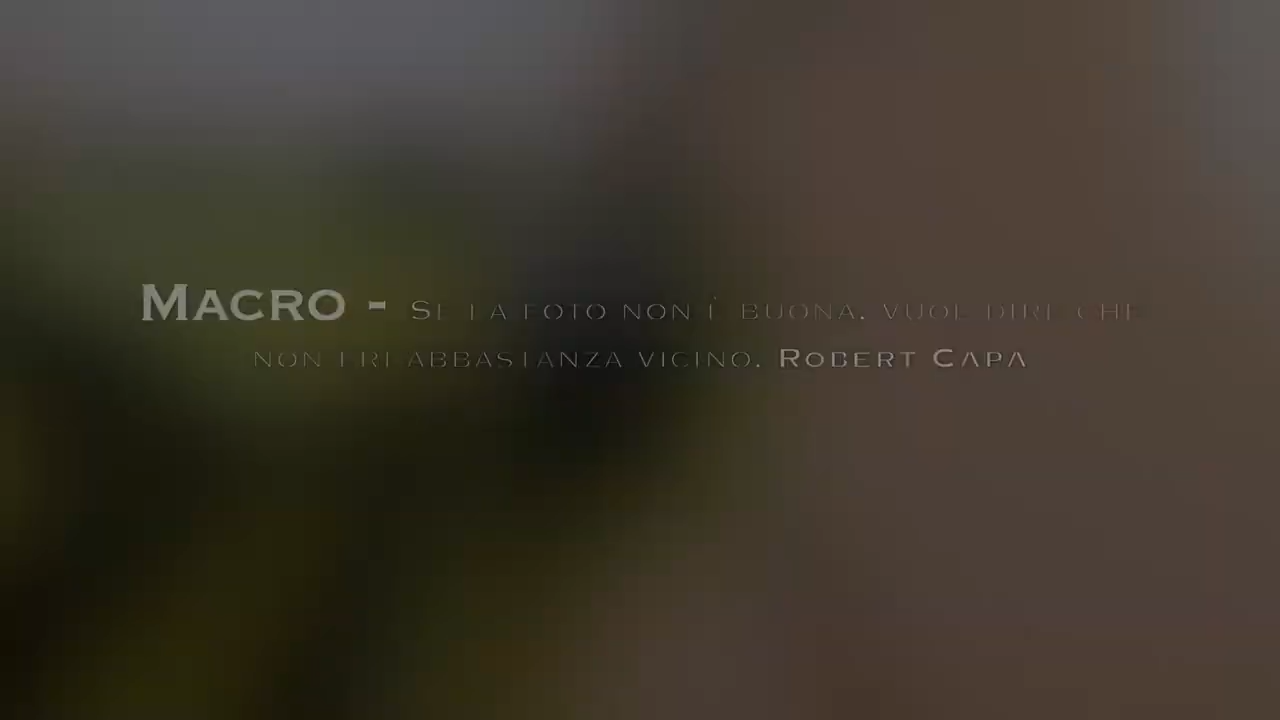 Macro - Se la foto non è buona, vuol dire che
non eri abbastanza vicino. Robert Capa